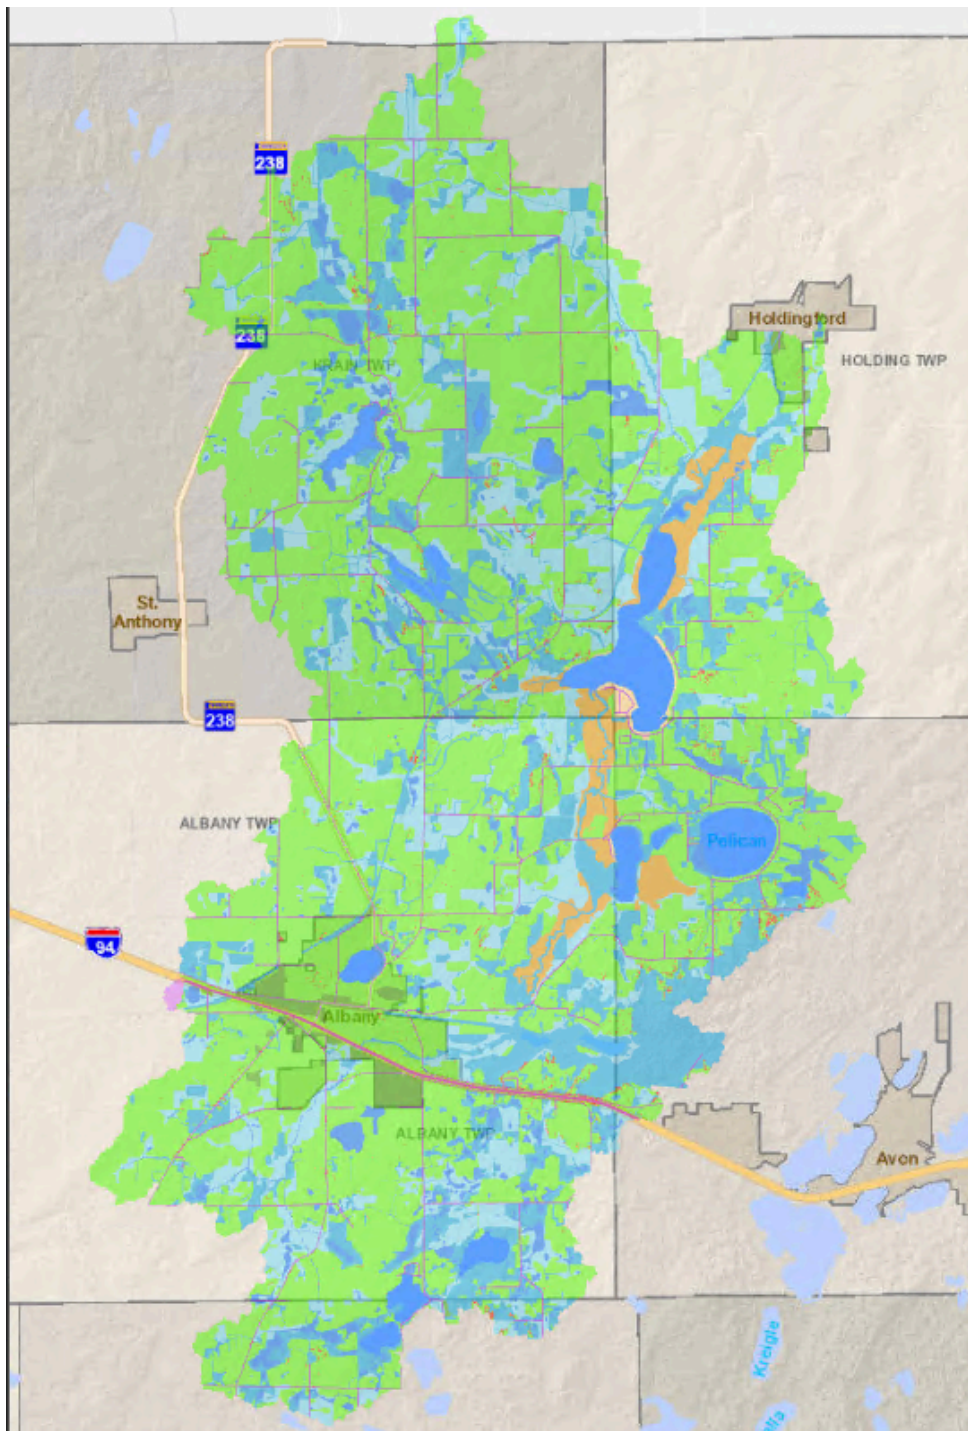 238
Holdingford
238
HOLDING TWP
KRAIN TWP
St.
Anthony
238
ALBANY TWP
Pelican
94
Albany
ALBANY TWP
Avon
Kreigle